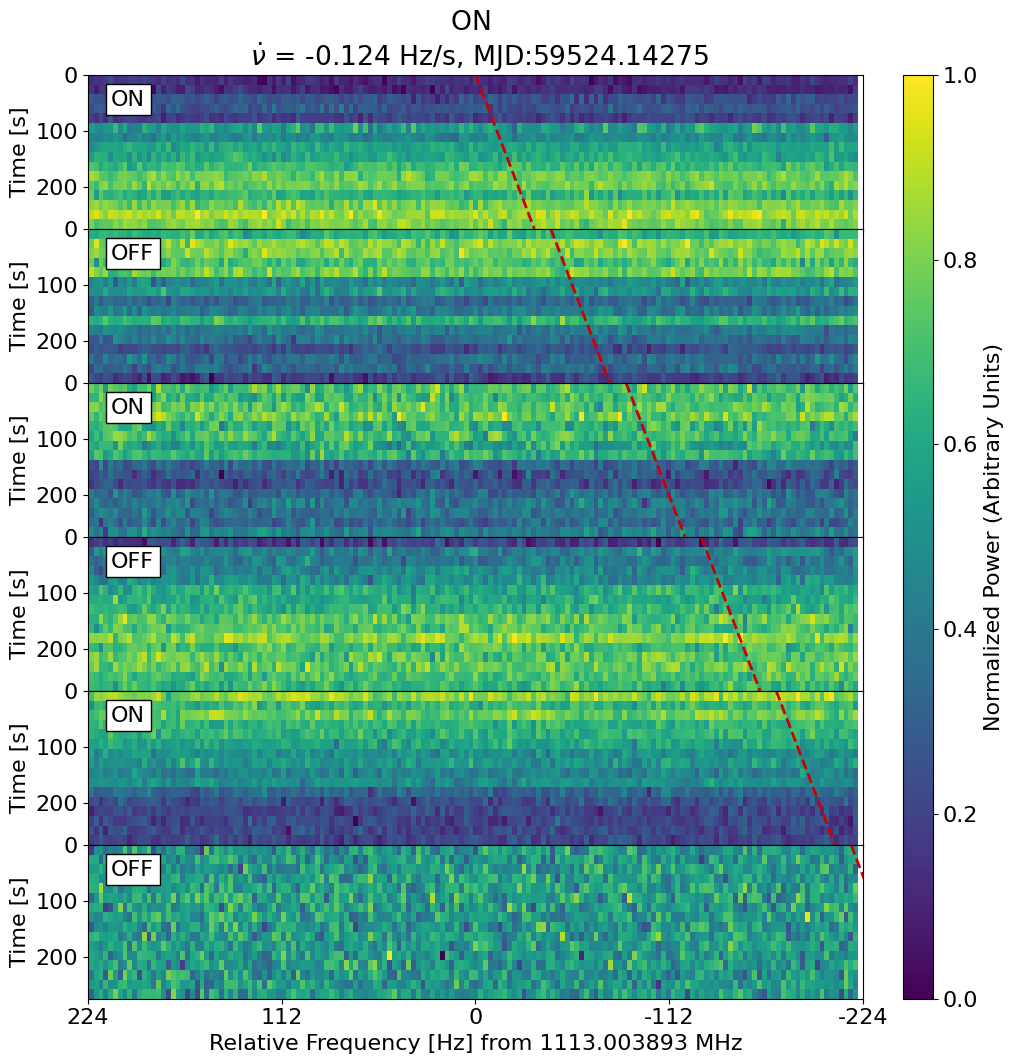 ON
ν̇ = -0.124 Hz/s, MJD:59524.14275
0
ON
100
200
Time [s]
0
OFF
100
200
Time [s]
0
ON
100
200
Time [s]
0
OFF
100
200
Time [s]
0
ON
100
200
Time [s]
0
OFF
100
200
Time [s]
224 112 0 -112 -224
Relative Frequency [Hz] from 1113.003893 MHz
1.0
0.8
0.6
0.4
0.2
0.0
Normalized Power (Arbitrary Units)